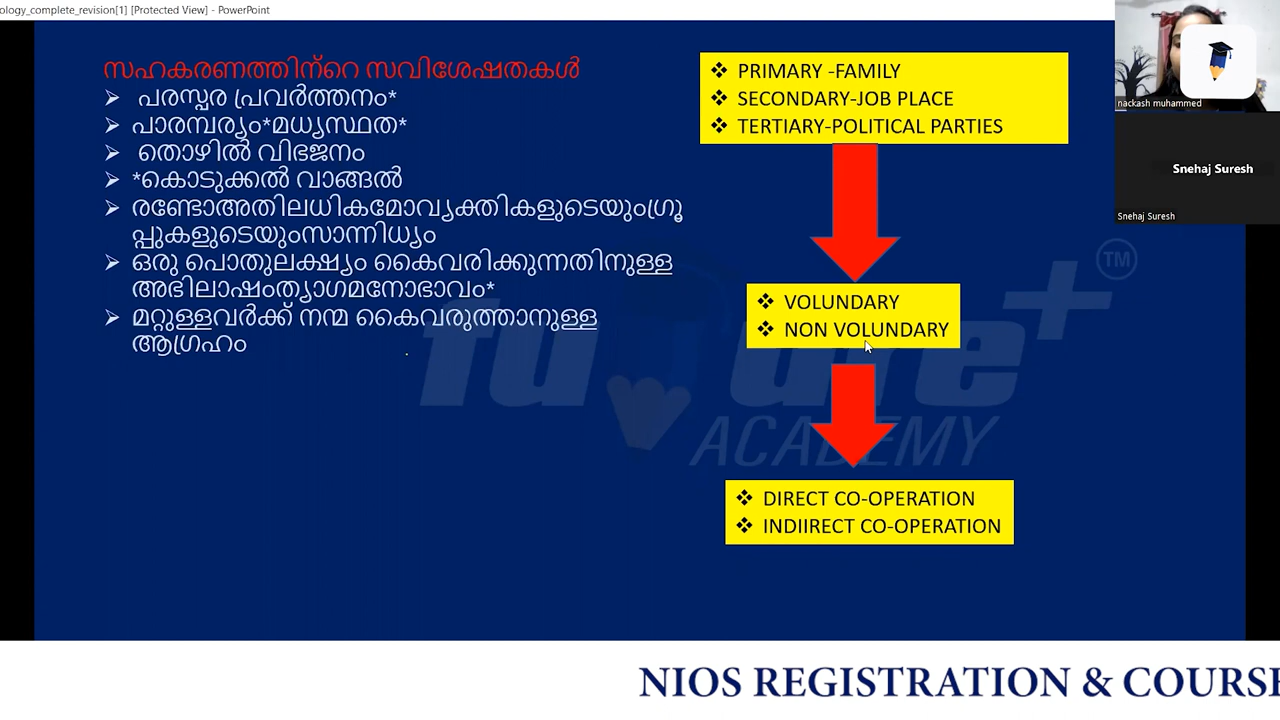 ology_complete_revision[1] [Protected View] - PowerPoint
സഹകരണത്തിന്റെ സവിശേഷതകൾ
➢ പരസ്പര പ്രവർത്തനം*
➢ പാരമ്പര്യം*മധ്യസ്ഥത*
➢ തൊഴിൽ വിഭജനം
➢ *കൊടുക്കൽ വാങ്ങൽ
➢ രണ്ടോഅതിലധികമോവ്യക്തികളുടെയുംഗ്രൂ
പ്പുകളുടെയുംസാന്നിധ്യം
➢ ഒരു പൊതുലക്ഷ്യം കൈവരിക്കുന്നതിനുള്ള
അഭിലാഷംത്യാഗമനോഭാവം*
➢ മറ്റുള്ളവർക്ക് നന്മ കൈവരുത്താനുള്ള
ആഗ്രഹം
❖ PRIMARY -FAMILY
❖ SECONDARY-JOB PLACE
❖ TERTIARY-POLITICAL PARTIES
❖ VOLUNDARY
❖ NON VOLUNDARY
❖ DIRECT CO-OPERATION
❖ INDIIRECT CO-OPERATION
nackash muhammed
Snehaj Suresh
Snehaj Suresh
future+ TM
ACADEMY
NIOS REGISTRATION & COURSE